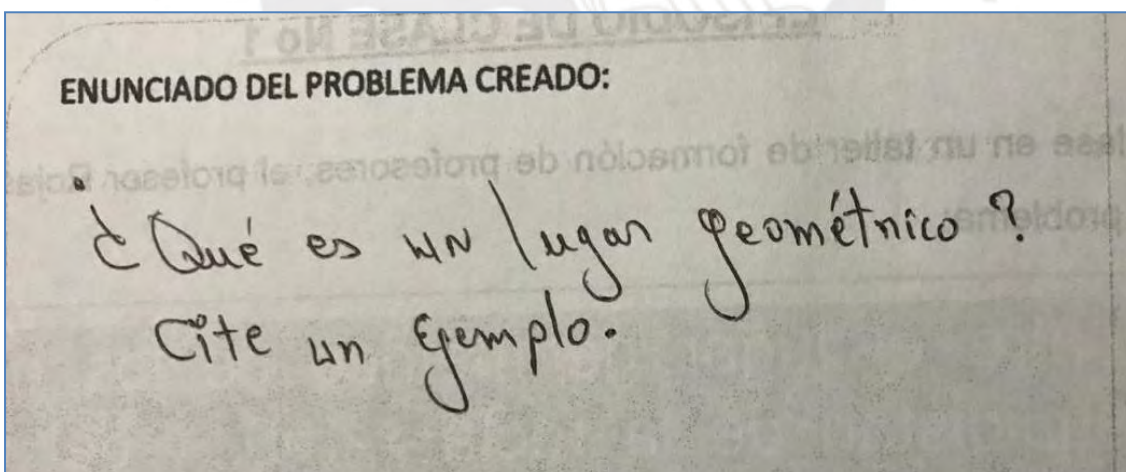 ENUNCIADO DEL PROBLEMA CREADO:
¿Qué es un lugar geométrico?
Cite un Ejemplo.